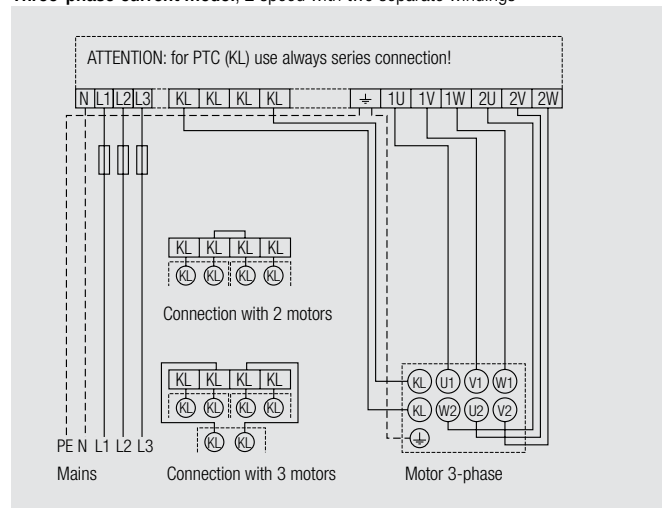 Three-phase current model, 2 speed with two separate windings
ATTENTION: for PTC (KL) use always series connection!
N L1 L2 L3 KL KL KL KL ⏚ 1U 1V 1W 2U 2V 2W
KL KL KL KL
KL KL KL KL
Connection with 2 motors
KL KL KL KL
KL KL KL KL
KL KL
KL U1 V1 W1
KL W2 U2 V2
PE N L1 L2 L3
Mains
Connection with 3 motors
Motor 3-phase